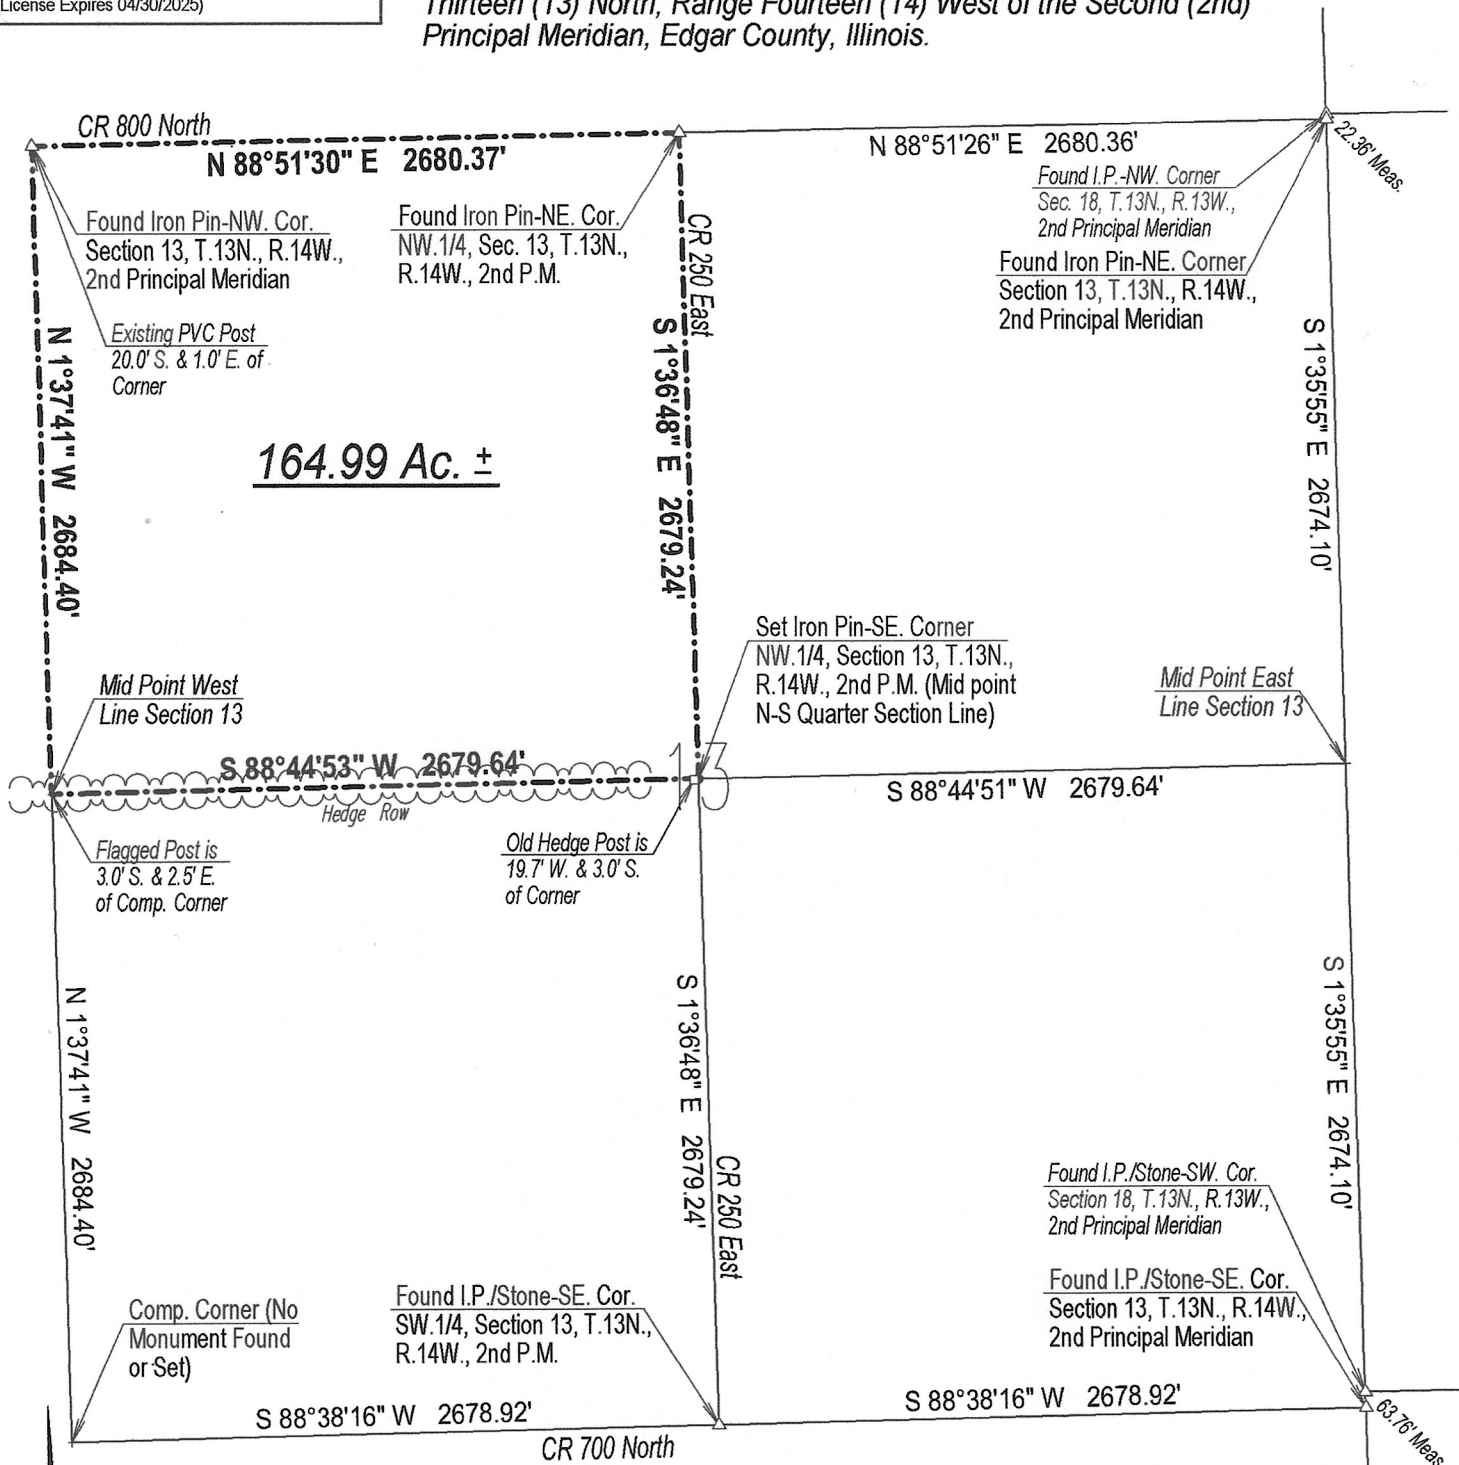 License Expires 04/30/2025)
Thirteen (13) North, Range Fourteen (14) West of the Second (2nd)
Principal Meridian, Edgar County, Illinois.
CR 800 North
N 88°51'30" E 2680.37'
N 88°51'26" E 2680.36'
22.36' Meas.
Found I.P.-NW. Corner
Sec. 18, T.13N., R.13W.,
2nd Principal Meridian
Found Iron Pin-NW. Cor.
Section 13, T.13N., R.14W.,
2nd Principal Meridian
Found Iron Pin-NE. Cor.
NW.1/4, Sec. 13, T.13N.,
R.14W., 2nd P.M.
CR 250 East
Found Iron Pin-NE. Corner
Section 13, T.13N., R.14W.,
2nd Principal Meridian
Existing PVC Post
20.0' S. & 1.0' E. of
Corner
N 1°37'41" W 2684.40'
S 1°36'48" E 2679.24'
S 1°35'55" E 2674.10'
164.99 Ac. ±
Set Iron Pin-SE. Corner
NW.1/4, Section 13, T.13N.,
R.14W., 2nd P.M. (Mid point
N-S Quarter Section Line)
Mid Point West
Line Section 13
Mid Point East
Line Section 13
S 88°44'53" W 2679.64'
13
S 88°44'51" W 2679.64'
Hedge Row
Flagged Post is
3.0' S. & 2.5' E.
of Comp. Corner
Old Hedge Post is
19.7' W. & 3.0' S.
of Corner
N 1°37'41" W 2684.40'
S 1°36'48" E 2679.24'
S 1°35'55" E 2674.10'
CR 250 East
Found I.P./Stone-SW. Cor.
Section 18, T.13N., R.13W.,
2nd Principal Meridian
Found I.P./Stone-SE. Cor.
Section 13, T.13N., R.14W.,
2nd Principal Meridian
Comp. Corner (No
Monument Found
or Set)
Found I.P./Stone-SE. Cor.
SW.1/4, Section 13, T.13N.,
R.14W., 2nd P.M.
S 88°38'16" W 2678.92'
S 88°38'16" W 2678.92'
63.76' Meas.
CR 700 North